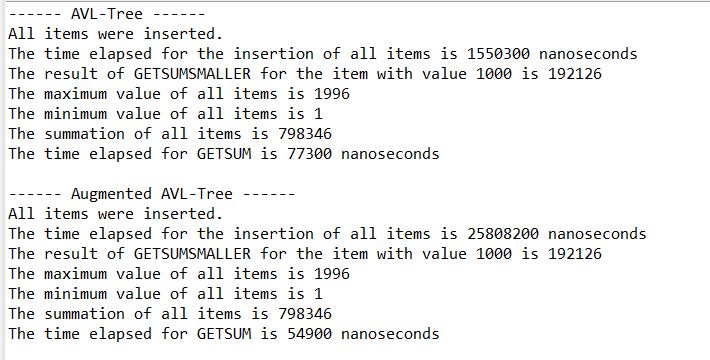 ------ AVL-Tree ------
All items were inserted.
The time elapsed for the insertion of all items is 1550300 nanoseconds
The result of GETSUMSMALLER for the item with value 1000 is 192126
The maximum value of all items is 1996
The minimum value of all items is 1
The summation of all items is 798346
The time elapsed for GETSUM is 77300 nanoseconds

------ Augmented AVL-Tree ------
All items were inserted.
The time elapsed for the insertion of all items is 25808200 nanoseconds
The result of GETSUMSMALLER for the item with value 1000 is 192126
The maximum value of all items is 1996
The minimum value of all items is 1
The summation of all items is 798346
The time elapsed for GETSUM is 54900 nanoseconds